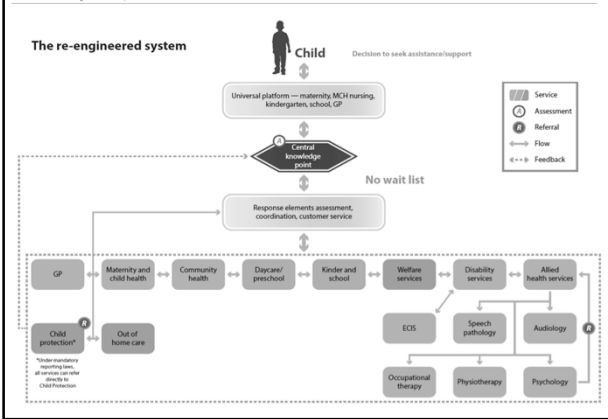 The re-engineered system
Child
Decision to seek assistance/support
Universal platform — maternity, MCH nursing,
kindergarten, school, GP
Service
A Assessment
R Referral
Flow
Feedback
A
Central
knowledge
point
No wait list
Response elements assessment,
coordination, customer service
GP
Maternity and
child health
Community
health
Daycare/
preschool
Kinder and
school
Welfare
services
Disability
services
Allied
health services
Child
protection*
R
Out of
home care
ECIS
Speech
pathology
Audiology
R
*Under mandatory
reporting laws,
all services can refer
directly to
Child Protection
Occupational
therapy
Physiotherapy
Psychology